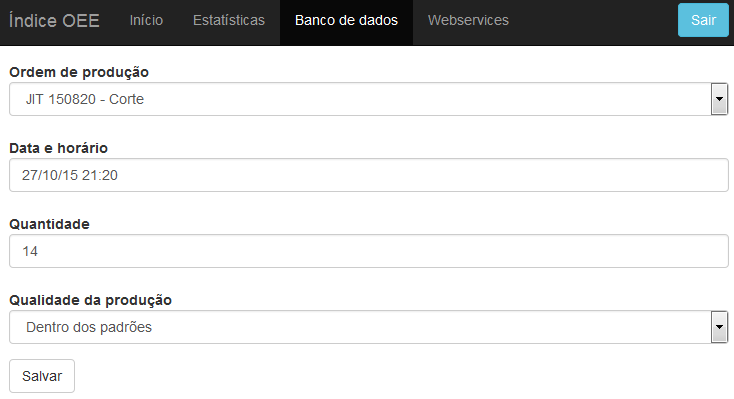 Índice OEE Início Estatísticas Banco de dados Webservices Sair
Ordem de produção
JIT 150820 - Corte
Data e horário
27/10/15 21:20
Quantidade
14
Qualidade da produção
Dentro dos padrões
Salvar